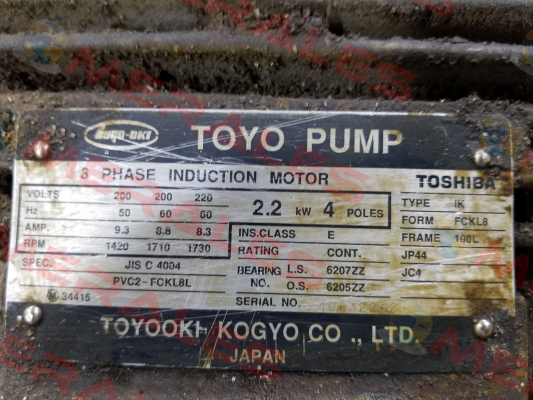 TOYO-OKI TOYO PUMP
3 PHASE INDUCTION MOTOR TOSHIBA
VOLTS 200 200 220
Hz 50 60 60
AMP. 9.3 8.8 8.3
RPM 1420 1710 1730
2.2 kW 4 POLES
TYPE IK
FORM FCKL8
INS.CLASS E FRAME 100L
RATING CONT. JP44
SPEC. JIS C 4004
PVC2-FCKL8L
BEARING NO. L.S. 6207ZZ JC4
O.S. 6205ZZ
M 34415
SERIAL NO.
TOYOOKI KOGYO CO., LTD.
JAPAN